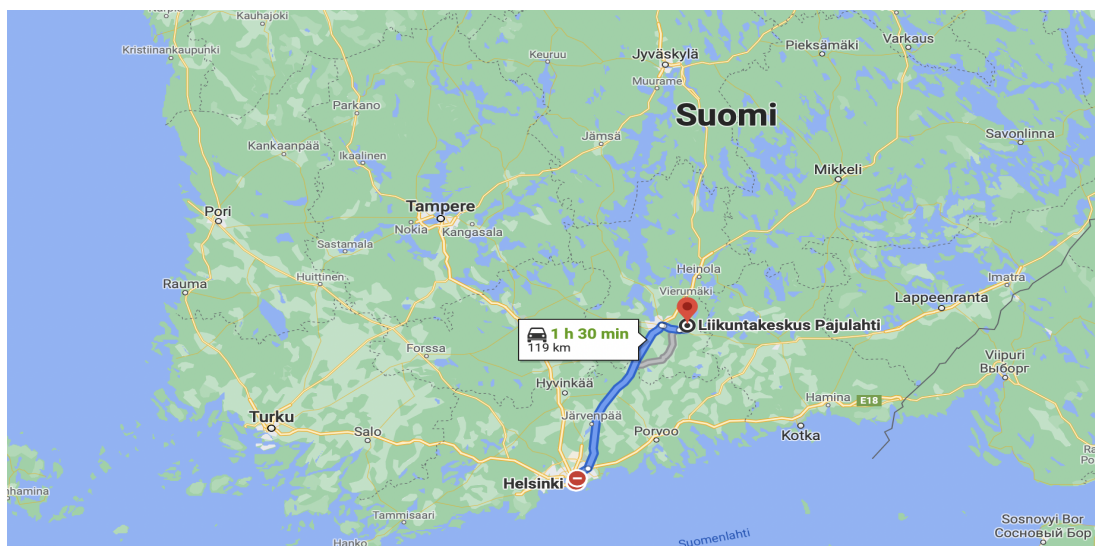 Kauhajoki
Kristiinankaupunki
Keuruu
Jyväskylä
Muurame
Pieksämäki
Varkaus
Suomi
Parkano
Kankaanpää
Ikaalinen
Jämsä
Savonlinna
Mikkeli
Tampere
Pori
Nokia
Kangasala
Sastamala
Huittinen
Rauma
Heinola
Vierumäki
Imatra
Lappeenranta
Liikuntakeskus Pajulahti
1 h 30 min
119 km
Forssa
Hyvinkää
Viipuri
Выборг
Järvenpää
Hamina
E18
Turku
Salo
Porvoo
Kotka
Helsinki
nhamina
Tammisaari
Hanko
Suomenlahti
Sosnovyi Bor
Сосновый Бор